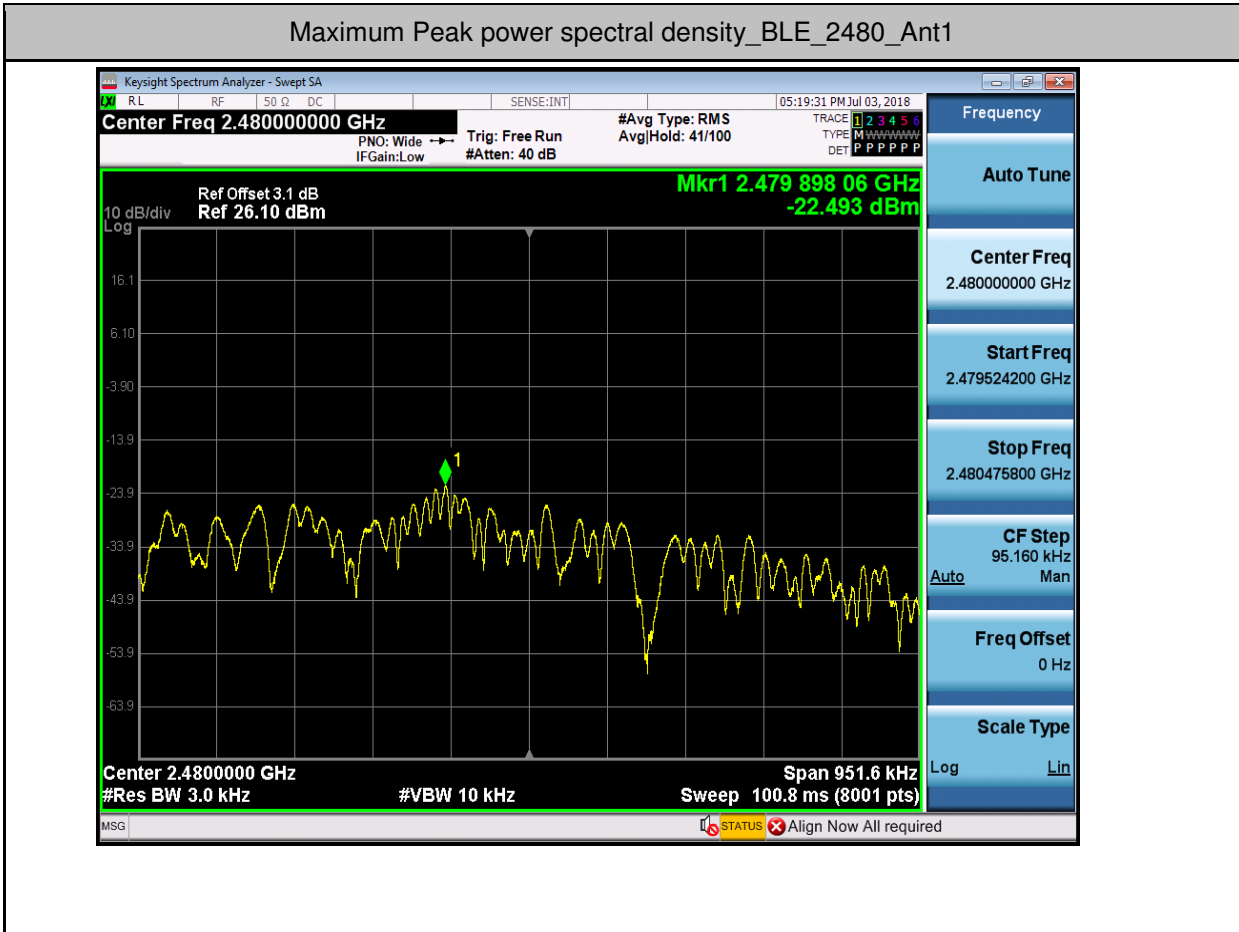 Maximum Peak power spectral density_BLE_2480_Ant1
Keysight Spectrum Analyzer - Swept SA
LXI RL RF 50 Ω DC SENSE:INT 05:19:31 PM Jul 03, 2018
Center Freq 2.480000000 GHz
PNO: Wide
IFGain:Low
Trig: Free Run
#Atten: 40 dB
#Avg Type: RMS
Avg|Hold: 41/100
TRACE 1 2 3 4 5 6
TYPE M W W W W W
DET P P P P P P
Ref Offset 3.1 dB
10 dB/div Ref 26.10 dBm
Log
Mkr1 2.479 898 06 GHz
-22.493 dBm
16.1
6.10
-3.90
-13.9
1
-23.9
-33.9
-43.9
-53.9
-63.9
Center 2.4800000 GHz Span 951.6 kHz
#Res BW 3.0 kHz #VBW 10 kHz Sweep 100.8 ms (8001 pts)
MSG STATUS Align Now All required
Frequency
Auto Tune
Center Freq
2.480000000 GHz
Start Freq
2.479524200 GHz
Stop Freq
2.480475800 GHz
CF Step
95.160 kHz
Auto Man
Freq Offset
0 Hz
Scale Type
Log Lin